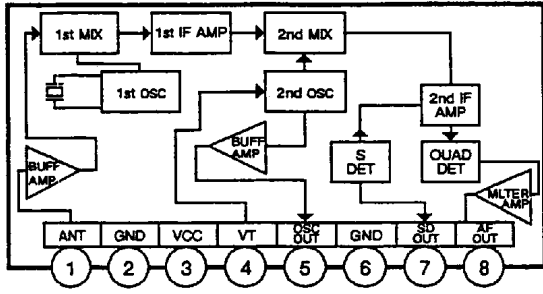 1st MIX
1st IF AMP
2nd MIX
1st OSC
2nd OSC
2nd IF
AMP
BUFF
AMP
BUFF
AMP
S
DET
OUAD
DET
MLTER
AMP
ANT
GND
VCC
VT
OSC
OUT
GND
SD
OUT
AF
OUT
1
2
3
4
5
6
7
8